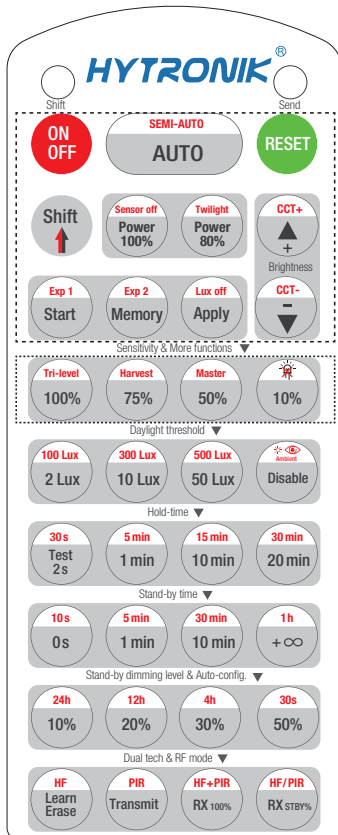 HYTRONIK®
Shift Send
ON
OFF
SEMI-AUTO
AUTO
RESET
Shift
Sensor off
Power
100%
Twilight
Power
80%
CCT+
+
Brightness
CCT-
-
Exp 1
Start
Exp 2
Memory
Lux off
Apply
Sensitivity & More functions
Tri-level Harvest Master
100% 75% 50% 10%
Daylight threshold
100 Lux 300 Lux 500 Lux Ambient
2 Lux 10 Lux 50 Lux Disable
Hold-time
30s 5 min 15 min 30 min
Test
2s
1 min 10 min 20 min
Stand-by time
10s 5 min 30 min 1h
0s 1 min 10 min +∞
Stand-by dimming level & Auto-config.
24h 12h 4h 30s
10% 20% 30% 50%
Dual tech & RF mode
HF PIR HF+PIR HF/PIR
Learn
Erase
Transmit RX 100% RX STBY%